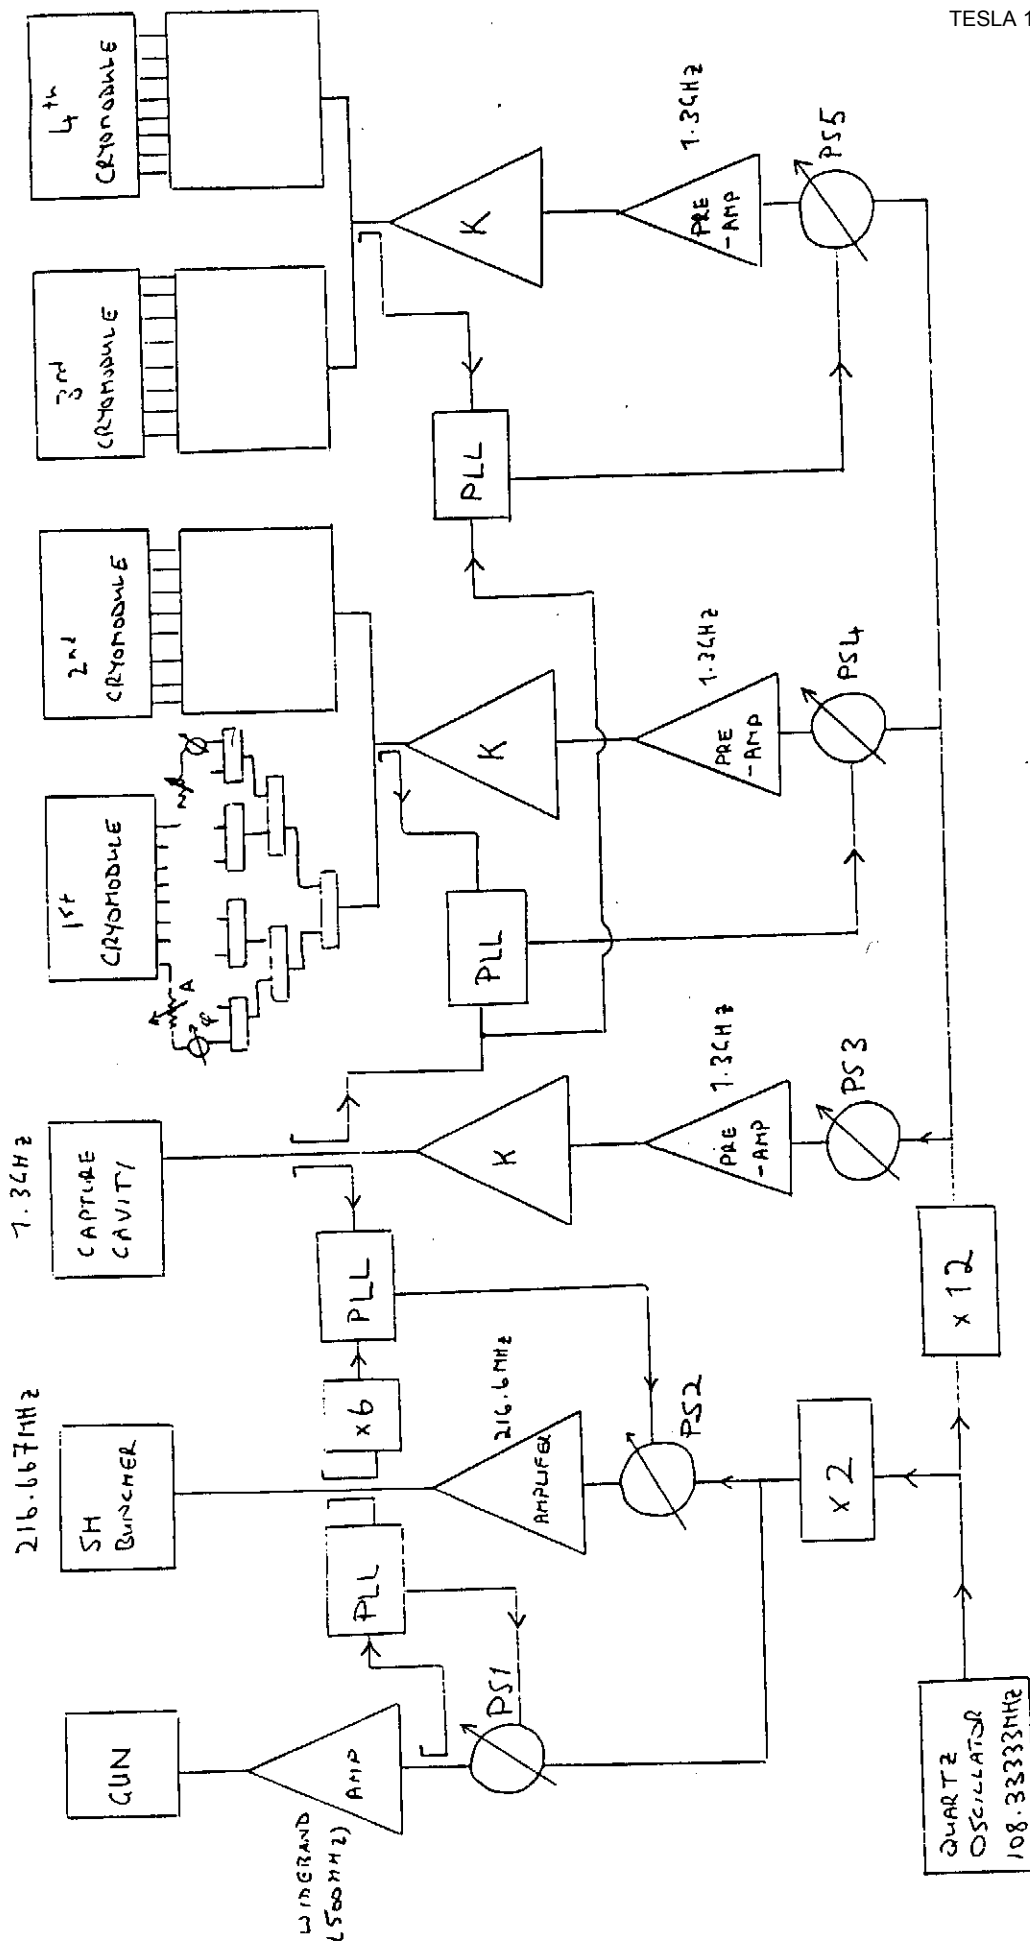 TESLA 1
GUN
WIDEBAND
(500MHz)
AMP
PS1
PLL
216.667MHz
SH
BUNCHER
AMPLIFER
216.6MHz
PS2
x6
PLL
1.3GHz
CAPTURE
CAVITY
K
PRE
-AMP
1.3GHz
PS3
1st
CRYOMODULE
A
φ
2nd
CRYOMODULE
PLL
K
PRE
-AMP
1.3GHz
PS4
3rd
CRYOMODULE
4th
CRYOMODULE
PLL
K
PRE
-AMP
1.3GHz
PS5
QUARTZ
OSCILLATOR
108.33333MHz
x2
x12